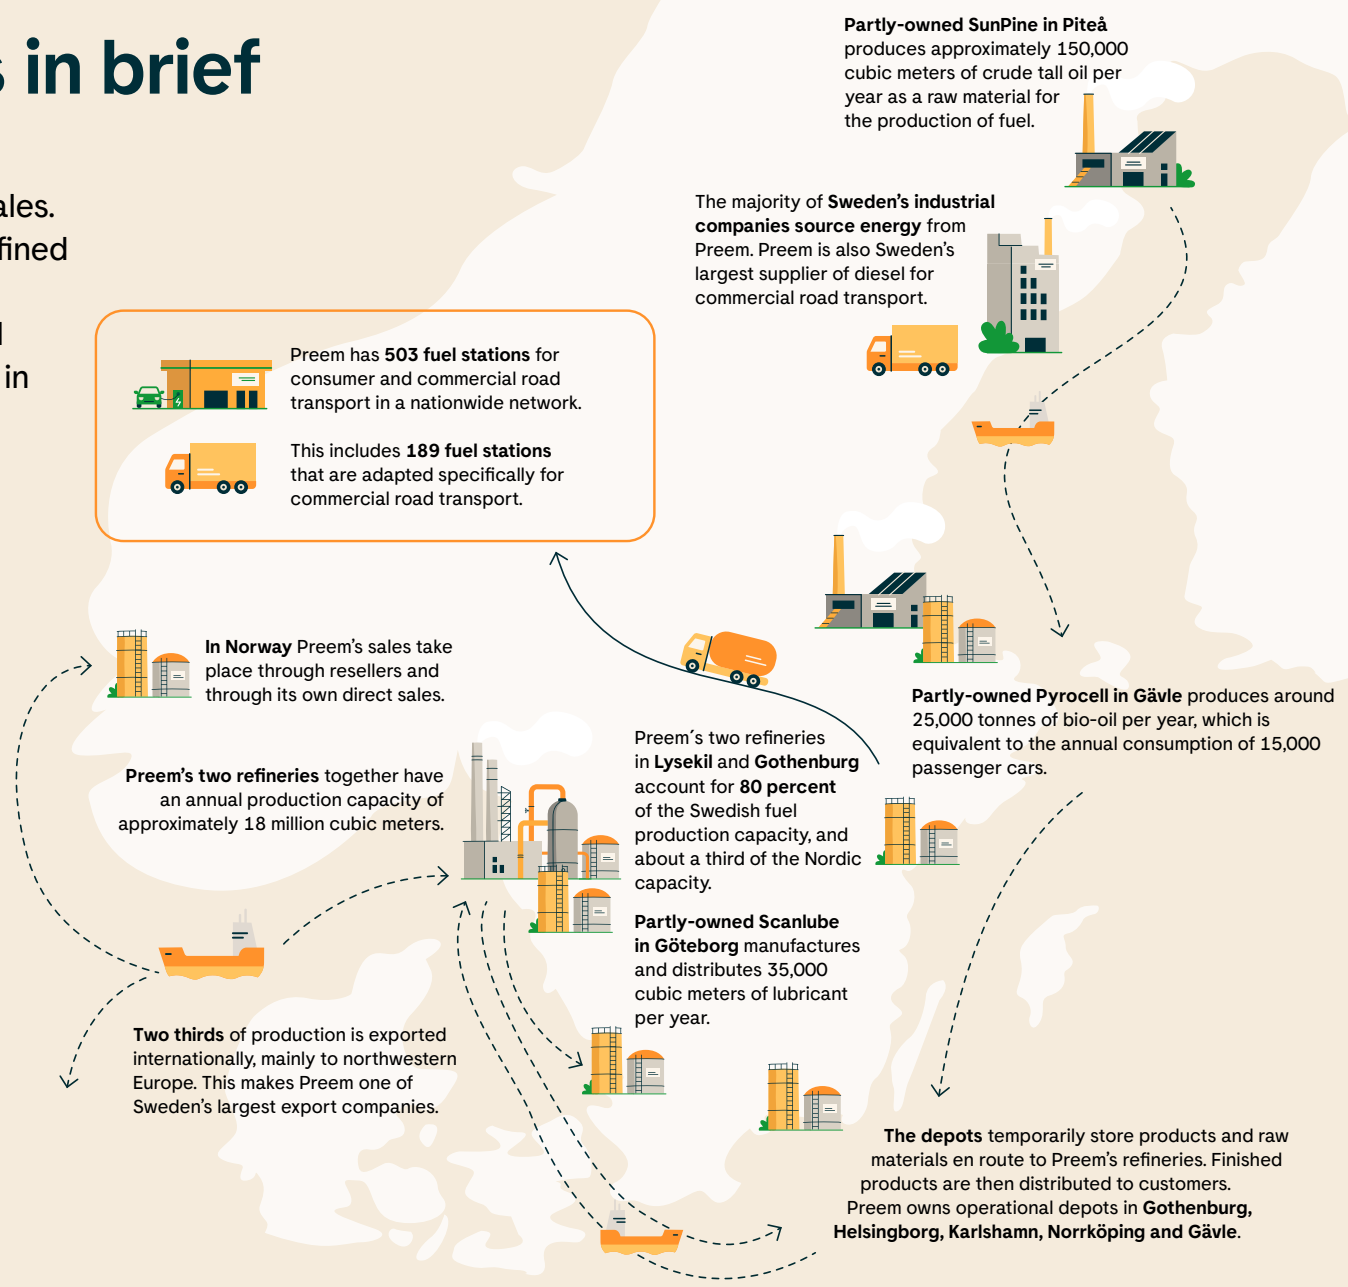 s in brief
ales.
fined
l
in
Partly-owned SunPine in Piteå
produces approximately 150,000
cubic meters of crude tall oil per
year as a raw material for
the production of fuel.
The majority of Sweden’s industrial
companies source energy from
Preem. Preem is also Sweden’s
largest supplier of diesel for
commercial road transport.
Preem has 503 fuel stations for
consumer and commercial road
transport in a nationwide network.
This includes 189 fuel stations
that are adapted specifically for
commercial road transport.
In Norway Preem’s sales take
place through resellers and
through its own direct sales.
Partly-owned Pyrocell in Gävle produces around
25,000 tonnes of bio-oil per year, which is
equivalent to the annual consumption of 15,000
passenger cars.
Preem’s two refineries together have
an annual production capacity of
approximately 18 million cubic meters.
Preem´s two refineries
in Lysekil and Gothenburg
account for 80 percent
of the Swedish fuel
production capacity, and
about a third of the Nordic
capacity.
Partly-owned Scanlube
in Göteborg manufactures
and distributes 35,000
cubic meters of lubricant
per year.
Two thirds of production is exported
internationally, mainly to northwestern
Europe. This makes Preem one of
Sweden’s largest export companies.
The depots temporarily store products and raw
materials en route to Preem’s refineries. Finished
products are then distributed to customers.
Preem owns operational depots in Gothenburg,
Helsingborg, Karlshamn, Norrköping and Gävle.